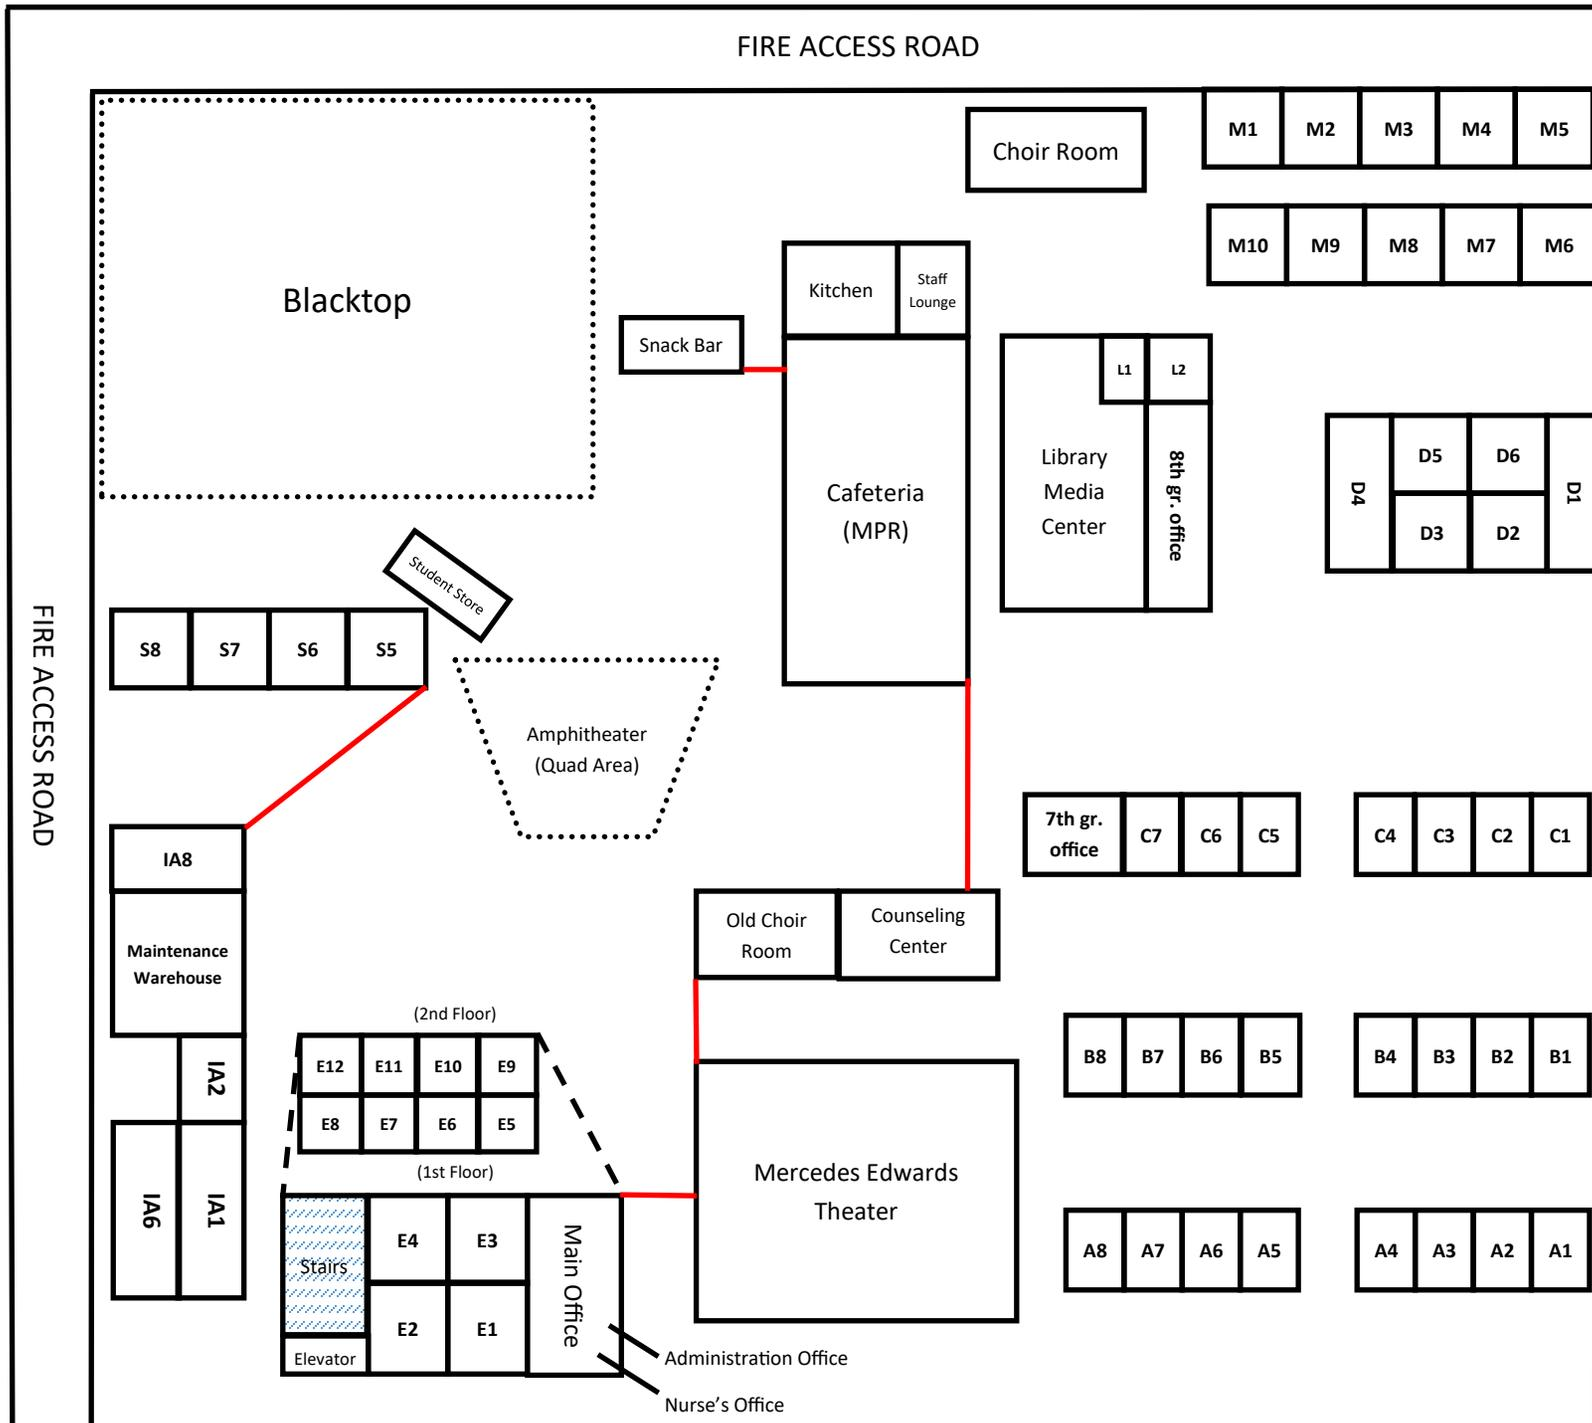 FIRE ACCESS ROAD
M1 M2 M3 M4 M5
Choir Room
M10 M9 M8 M7 M6
Blacktop
Kitchen
Staff
Lounge
Snack Bar
L1 L2
Library
Media
Center
8th gr. office
Cafeteria
(MPR)
D4
D5 D6
D3 D2
D1
Student Store
FIRE ACCESS ROAD
S8 S7 S6 S5
Amphitheater
(Quad Area)
7th gr.
office
C7 C6 C5
C4 C3 C2 C1
IA8
Maintenance
Warehouse
Old Choir
Room
Counseling
Center
(2nd Floor)
E12 E11 E10 E9
E8 E7 E6 E5
(1st Floor)
B8 B7 B6 B5
B4 B3 B2 B1
IA2
IA6
IA1
Mercedes Edwards
Theater
Stairs
E4 E3
E2 E1
Elevator
Main Office
A8 A7 A6 A5
A4 A3 A2 A1
Administration Office
Nurse's Office